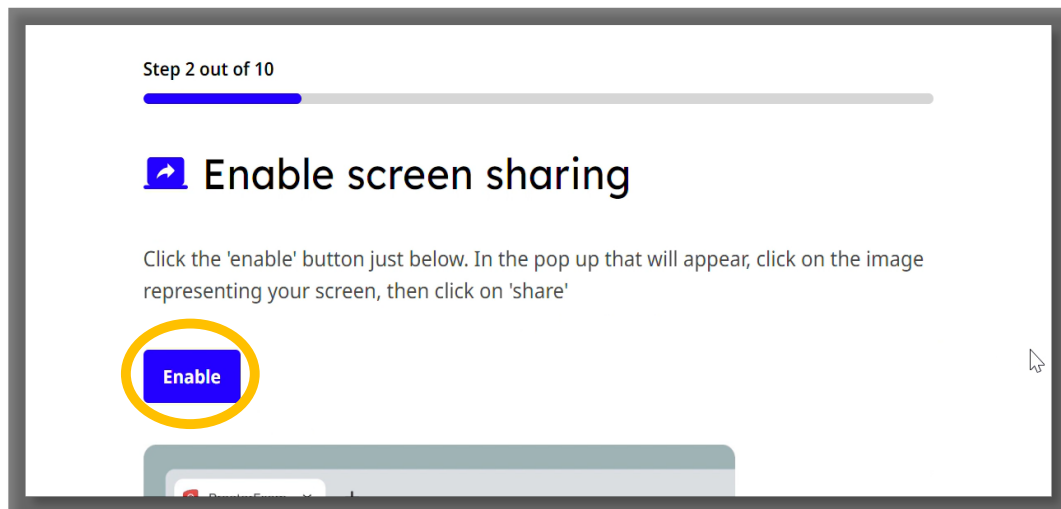 Step 2 out of 10
Enable screen sharing
Click the 'enable' button just below. In the pop up that will appear, click on the image
representing your screen, then click on 'share'
Enable